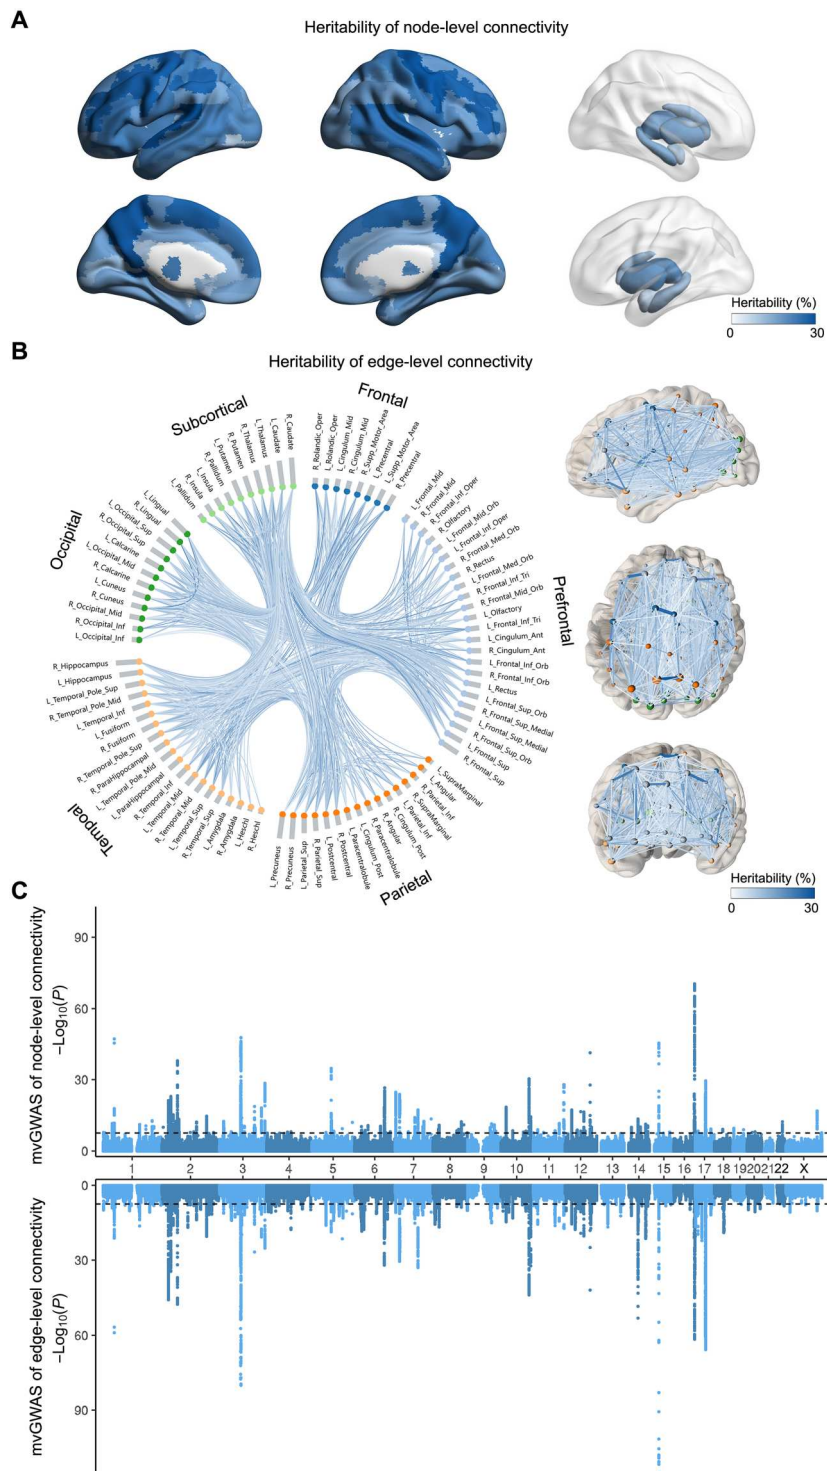 A
Heritability of node-level connectivity
Heritability (%)
0 30
B
Heritability of edge-level connectivity
Frontal
Subcortical
Occipital
Prefrontal
Temporal
Parietal
R_Rolandic_Oper
L_Rolandic_Oper
L_Cingulum_Mid
R_Cingulum_Mid
R_Supp_Motor_Area
L_Precentral
L_Supp_Motor_Area
R_Precentral
L_Frontal_Mid
R_Frontal_Mid
R_Frontal_Inf_Oper
R_Olfactory
L_Frontal_Mid_Orb
L_Frontal_Inf_Oper
R_Frontal_Med_Orb
R_Rectus
L_Frontal_Med_Orb
R_Frontal_Inf_Tri
R_Frontal_Mid_Orb
L_Olfactory
L_Frontal_Inf_Tri
L_Cingulum_Ant
R_Cingulum_Ant
L_Frontal_Inf_Orb
R_Frontal_Inf_Orb
L_Rectus
L_Frontal_Sup_Orb
R_Frontal_Sup_Medial
L_Frontal_Sup_Medial
R_Frontal_Sup_Orb
L_Frontal_Sup
R_Frontal_Sup
L_SupraMarginal
L_Angular
R_Parietal_Inf
R_SupraMarginal
L_Parietal_Inf
R_Cingulum_Post
R_Angular
R_Paracentralobule
L_Cingulum_Post
L_Paracentralobule
R_Postcentral
L_Postcentral
R_Parietal_Sup
L_Parietal_Sup
R_Precuneus
L_Precuneus
R_Heschl
L_Heschl
R_Amygdala
L_Amygdala
R_Temporal_Sup
L_Temporal_Sup
R_Temporal_Mid
L_Temporal_Mid
R_Temporal_Inf
L_ParaHippocampal
L_Temporal_Pole_Mid
R_ParaHippocampal
R_Temporal_Pole_Sup
R_Fusiform
L_Fusiform
L_Temporal_Inf
R_Temporal_Pole_Mid
L_Temporal_Pole_Sup
L_Hippocampus
R_Hippocampus
L_Occipital_Inf
R_Occipital_Inf
R_Occipital_Mid
R_Cuneus
L_Cuneus
R_Calcarine
L_Occipital_Mid
L_Calcarine
R_Occipital_Sup
L_Occipital_Sup
R_Lingual
L_Lingual
L_Pallidum
R_Insula
L_Insula
R_Pallidum
L_Putamen
R_Putamen
R_Thalamus
L_Thalamus
L_Caudate
R_Caudate
Heritability (%)
0 30
C
mvGWAS of node-level connectivity
−Log10(P)
90
60
30
0
1 2 3 4 5 6 7 8 9 10 11 12 13 14 15 16 17 18 19 20 21 22 X
mvGWAS of edge-level connectivity
−Log10(P)
0
30
60
90